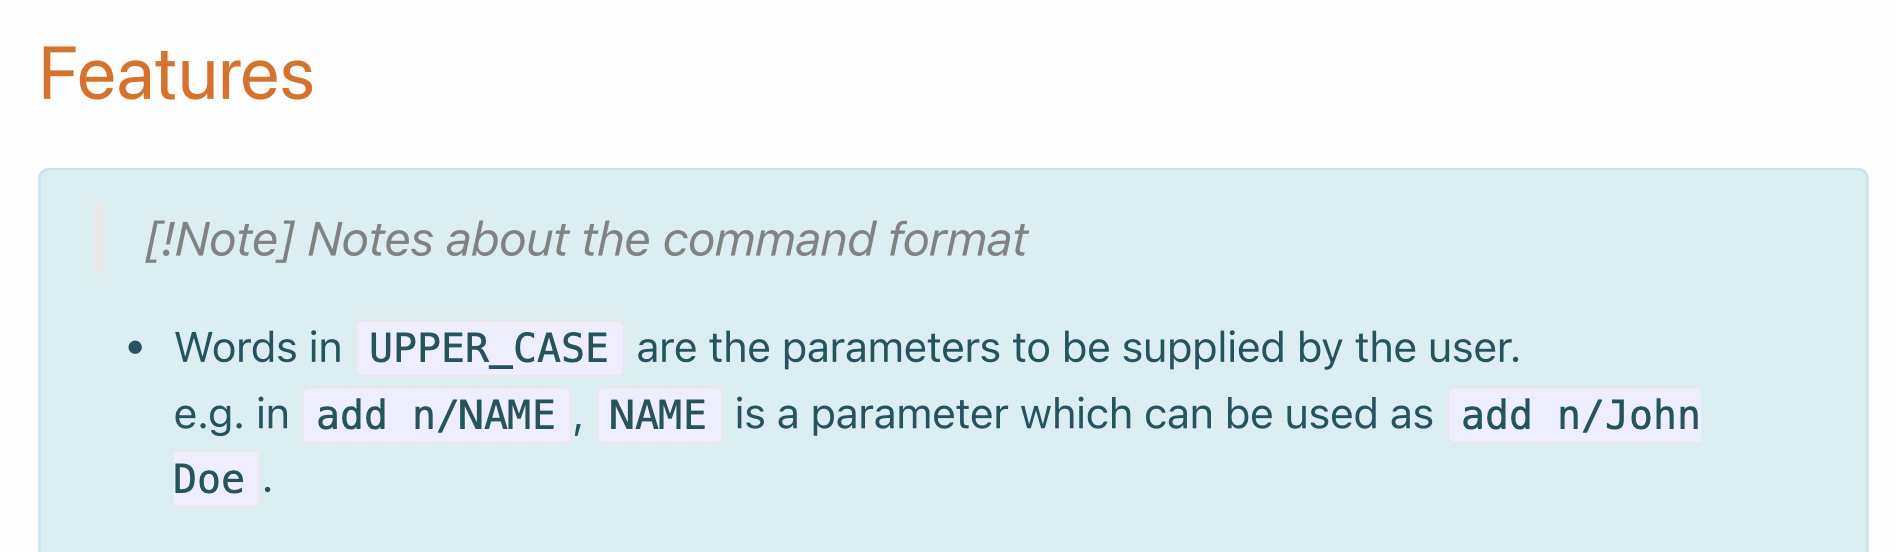 Features
[!Note] Notes about the command format
• Words in UPPER_CASE are the parameters to be supplied by the user.
e.g. in add n/NAME, NAME is a parameter which can be used as add n/John
Doe.